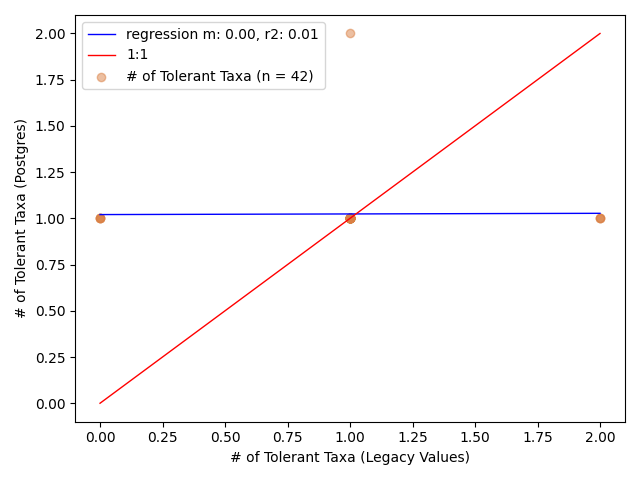 regression m: 0.00, r2: 0.01
1:1
# of Tolerant Taxa (n = 42)
# of Tolerant Taxa (Postgres)
2.00
1.75
1.50
1.25
1.00
0.75
0.50
0.25
0.00
0.00 0.25 0.50 0.75 1.00 1.25 1.50 1.75 2.00
# of Tolerant Taxa (Legacy Values)